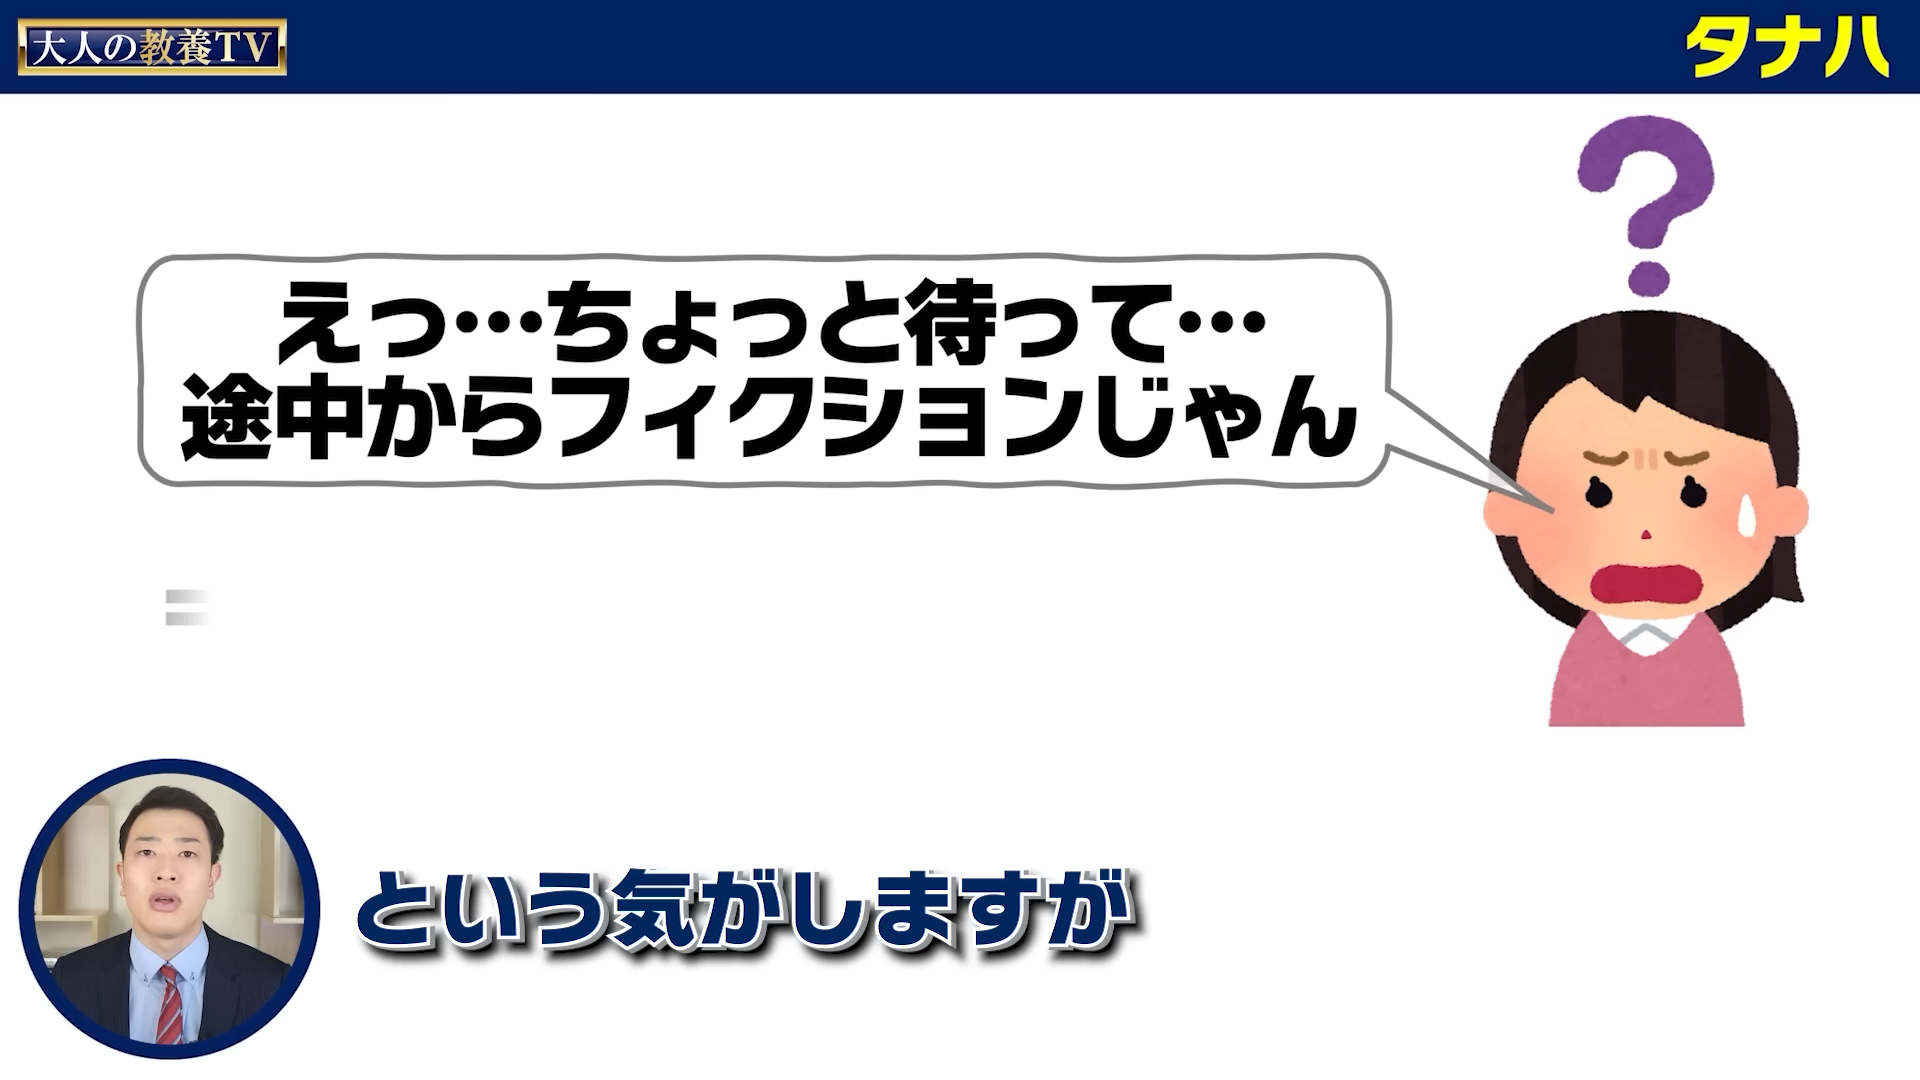 大人の教養TV
タナハ
?
えっ…ちょっと待って…
途中からフィクションじゃん
=
という気がしますが